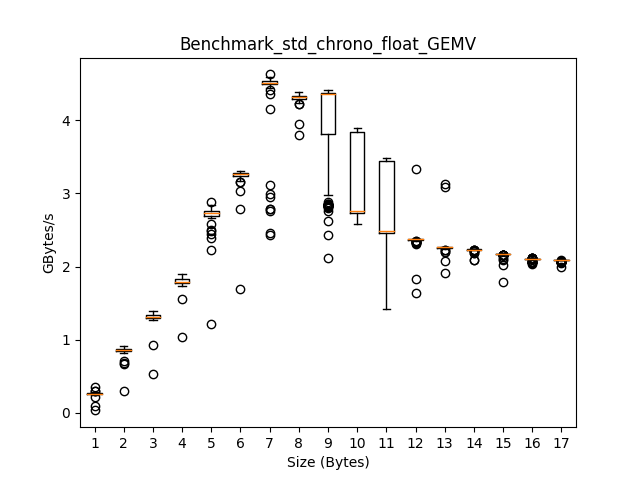 Benchmark_std_chrono_float_GEMV
GBytes/s
4
3
2
1
0
1 2 3 4 5 6 7 8 9 10 11 12 13 14 15 16 17
Size (Bytes)